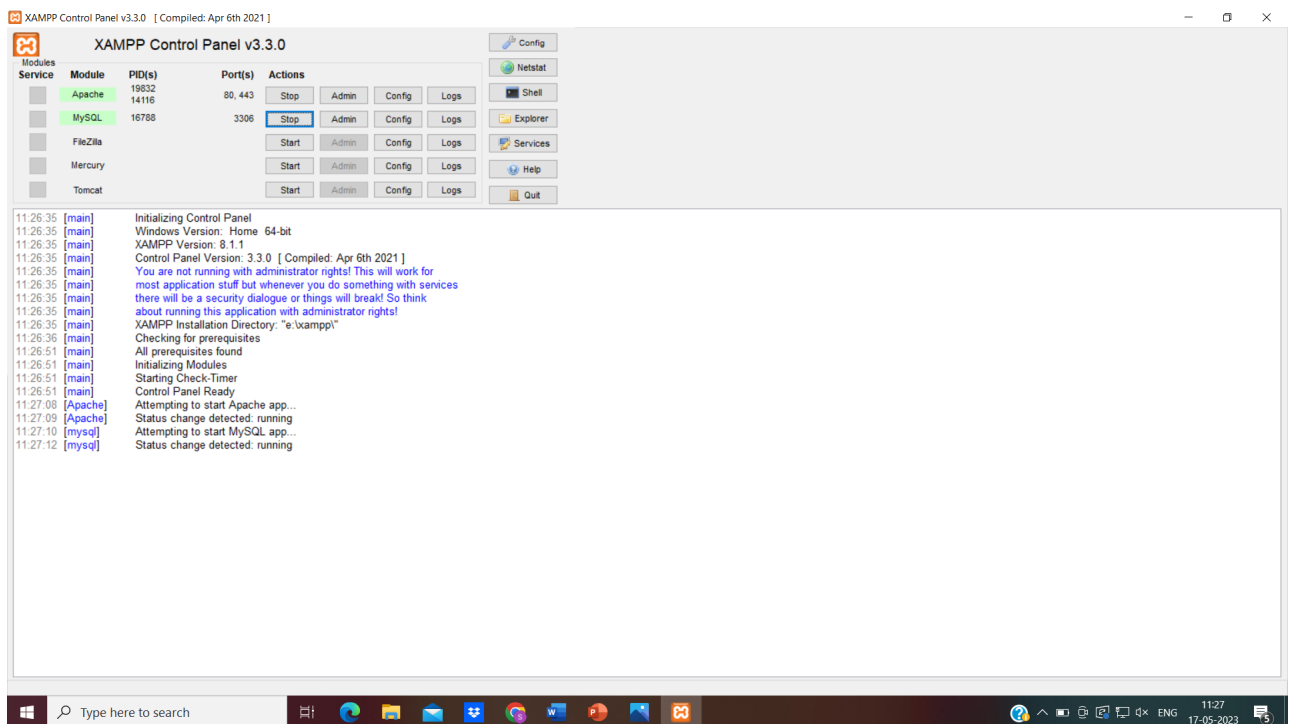 XAMPP Control Panel v3.3.0 [ Compiled: Apr 6th 2021 ]
XAMPP Control Panel v3.3.0
Config
Modules
Service Module PID(s) Port(s) Actions
Netstat
Apache 19832 14116 80, 443 Stop Admin Config Logs
Shell
MySQL 16788 3306 Stop Admin Config Logs
Explorer
FileZilla Start Admin Config Logs
Services
Mercury Start Admin Config Logs
Help
Tomcat Start Admin Config Logs
Quit
11:26:35 [main] Initializing Control Panel
11:26:35 [main] Windows Version: Home 64-bit
11:26:35 [main] XAMPP Version: 8.1.1
11:26:35 [main] Control Panel Version: 3.3.0 [ Compiled: Apr 6th 2021 ]
11:26:35 [main] You are not running with administrator rights! This will work for
11:26:35 [main] most application stuff but whenever you do something with services
11:26:35 [main] there will be a security dialogue or things will break! So think
11:26:35 [main] about running this application with administrator rights!
11:26:35 [main] XAMPP Installation Directory: "e:\xampp\"
11:26:36 [main] Checking for prerequisites
11:26:51 [main] All prerequisites found
11:26:51 [main] Initializing Modules
11:26:51 [main] Starting Check-Timer
11:26:51 [main] Control Panel Ready
11:27:08 [Apache] Attempting to start Apache app...
11:27:09 [Apache] Status change detected: running
11:27:10 [mysql] Attempting to start MySQL app...
11:27:12 [mysql] Status change detected: running
Type here to search
ENG
11:27
17-05-2023
5